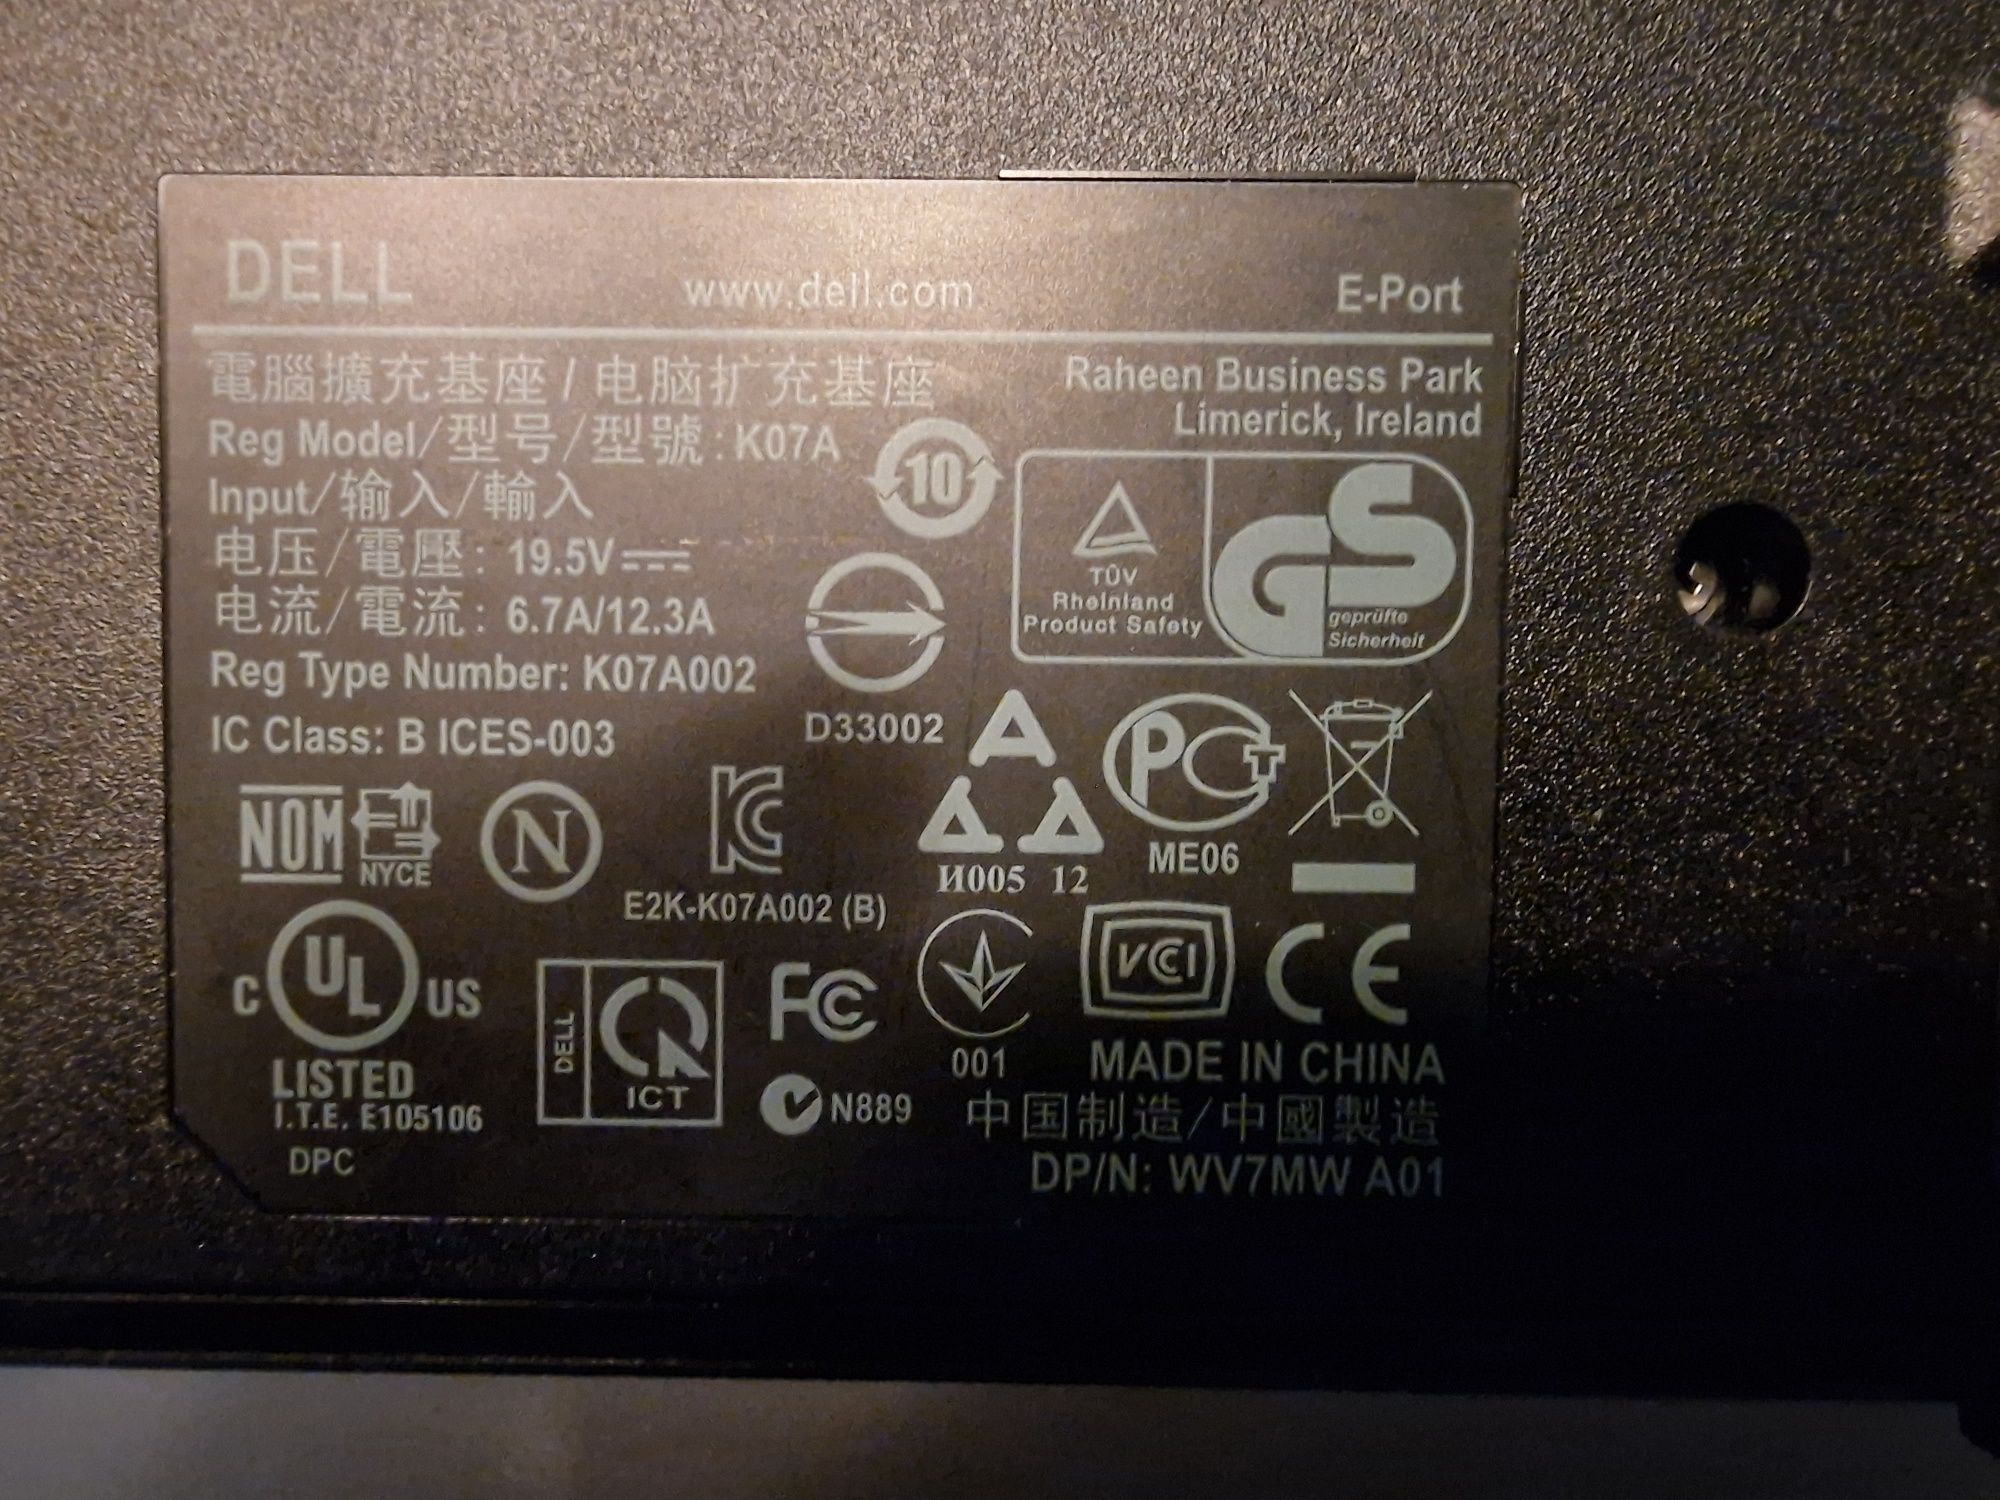 DELL www.dell.com E-Port
電腦擴充基座/电脑扩充基座
Raheen Business Park
Limerick, Ireland
Reg Model/型号/型號:K07A
10
Input/输入/輸入
电压/電壓: 19.5V
电流/電流: 6.7A/12.3A
TÜV
Rheinland
Product Safety
GS
geprüfte
Sicherheit
Reg Type Number: K07A002
D33002
IC Class: B ICES-003
NOM
NYCE
N
KC
E2K-K07A002 (B)
И005 12
PCT
ME06
C UL US
LISTED
I.T.E. E105106
DPC
DELL
ICT
FC
N889
001
VCCI
CE
MADE IN CHINA
中国制造/中國製造
DP/N: WV7MW A01